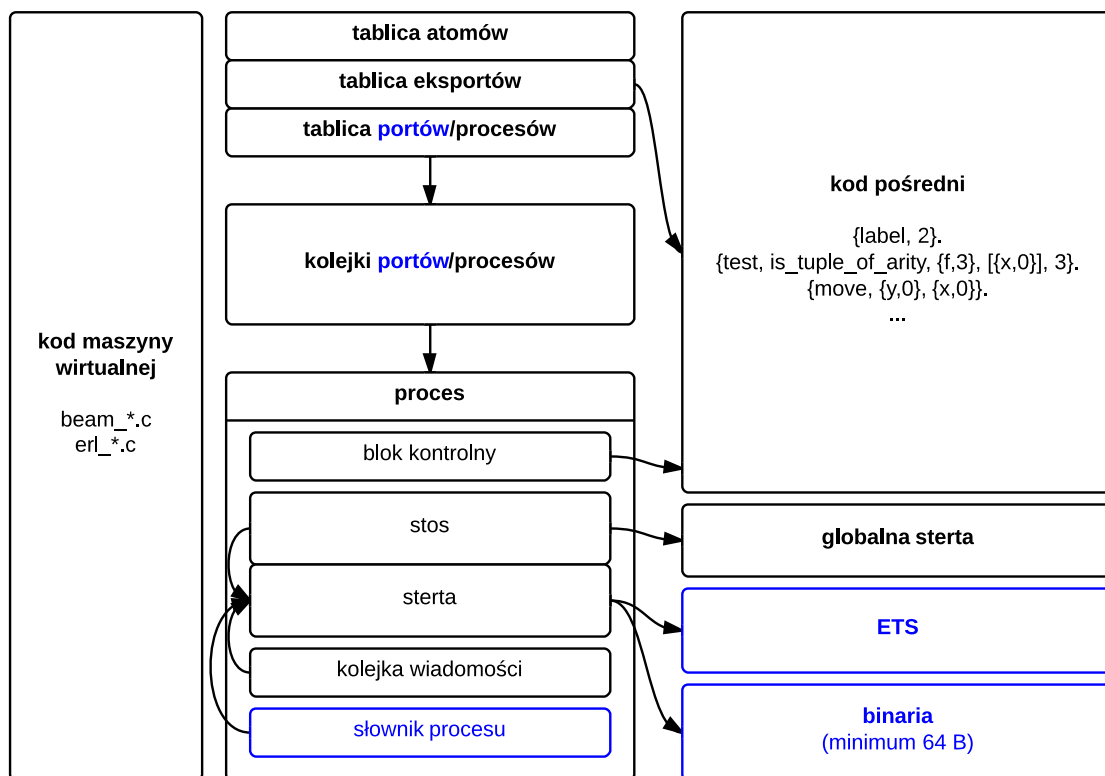 kod maszyny
wirtualnej
beam_*.c
erl_*.c
tablica atomów
tablica eksportów
tablica portów/procesów
kolejki portów/procesów
proces
blok kontrolny
stos
sterta
kolejka wiadomości
słownik procesu
kod pośredni
{label, 2}.
{test, is_tuple_of_arity, {f,3}, [{x,0}], 3}.
{move, {y,0}, {x,0}}.
...
globalna sterta
ETS
binaria
(minimum 64 B)